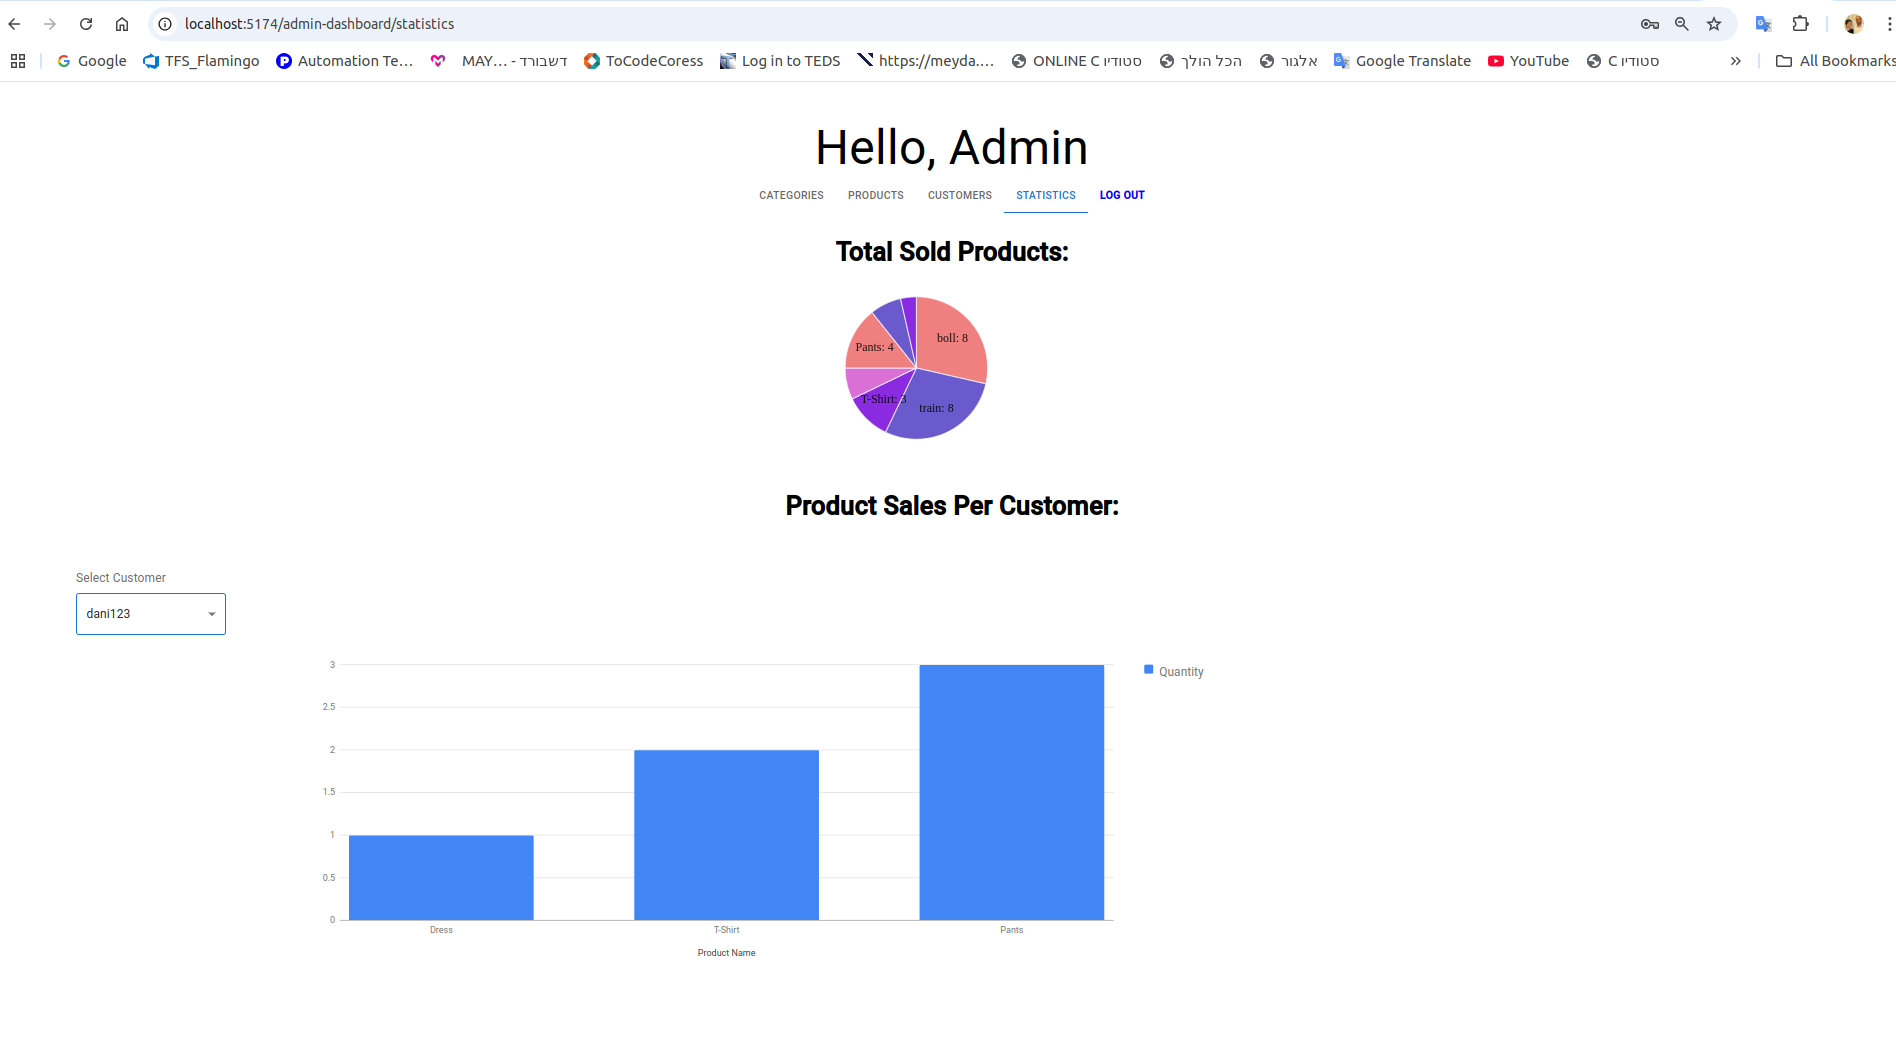 localhost:5174/admin-dashboard/statistics
Google TFS_Flamingo Automation Te... MAY... - דשבורד ToCodeCoress Log in to TEDS https://meyda.... ONLINE C סטודיו הכל הולך אלגור Google Translate YouTube C סטודיו All Bookmarks
Hello, Admin
CATEGORIES PRODUCTS CUSTOMERS STATISTICS LOG OUT
Total Sold Products:
boll: 8
Pants: 4
T-Shirt: 3
train: 8
Product Sales Per Customer:
Select Customer
dani123
3
Quantity
2.5
2
1.5
1
0.5
0
Dress T-Shirt Pants
Product Name